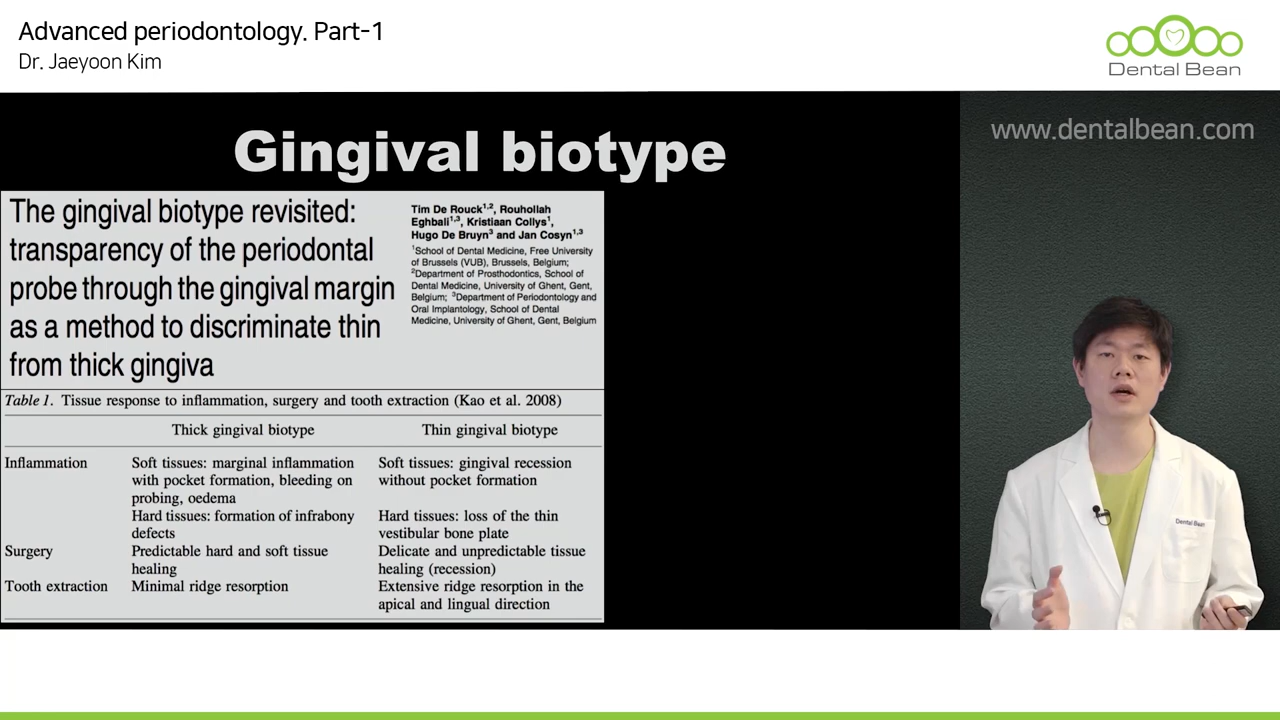 Advanced periodontology. Part-1
Dr. Jaeyoon Kim
Dental Bean
www.dentalbean.com
Gingival biotype
The gingival biotype revisited:
transparency of the periodontal
probe through the gingival margin
as a method to discriminate thin
from thick gingiva
Tim De Rouck1,2, Rouhollah
Eghbali1,3, Kristiaan Collys1,
Hugo De Bruyn3 and Jan Cosyn1,3
1School of Dental Medicine, Free University
of Brussels (VUB), Brussels, Belgium;
2Department of Prosthodontics, School of
Dental Medicine, University of Ghent, Gent,
Belgium; 3Department of Periodontology and
Oral Implantology, School of Dental
Medicine, University of Ghent, Gent, Belgium
Table 1. Tissue response to inflammation, surgery and tooth extraction (Kao et al. 2008)
Thick gingival biotype Thin gingival biotype
Inflammation Soft tissues: marginal inflammation Soft tissues: gingival recession
with pocket formation, bleeding on without pocket formation
probing, oedema
Hard tissues: formation of infrabony Hard tissues: loss of the thin
defects vestibular bone plate
Surgery Predictable hard and soft tissue Delicate and unpredictable tissue
healing healing (recession)
Tooth extraction Minimal ridge resorption Extensive ridge resorption in the
apical and lingual direction
Dental Bean